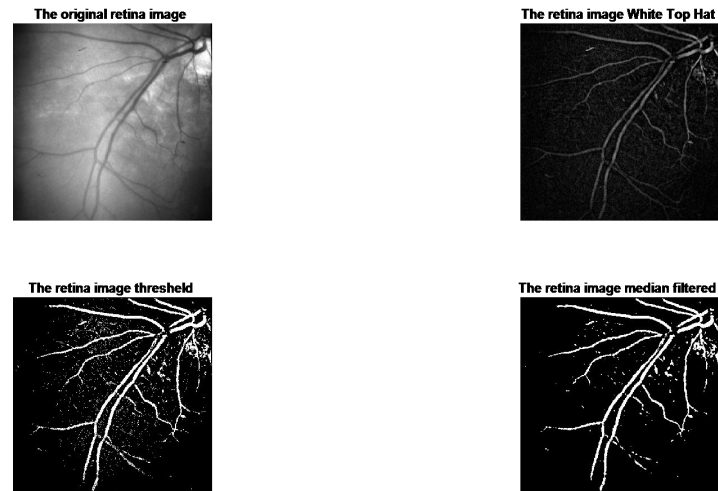 The original retina image
The retina image White Top Hat
The retina image thresheld
The retina image median filtered